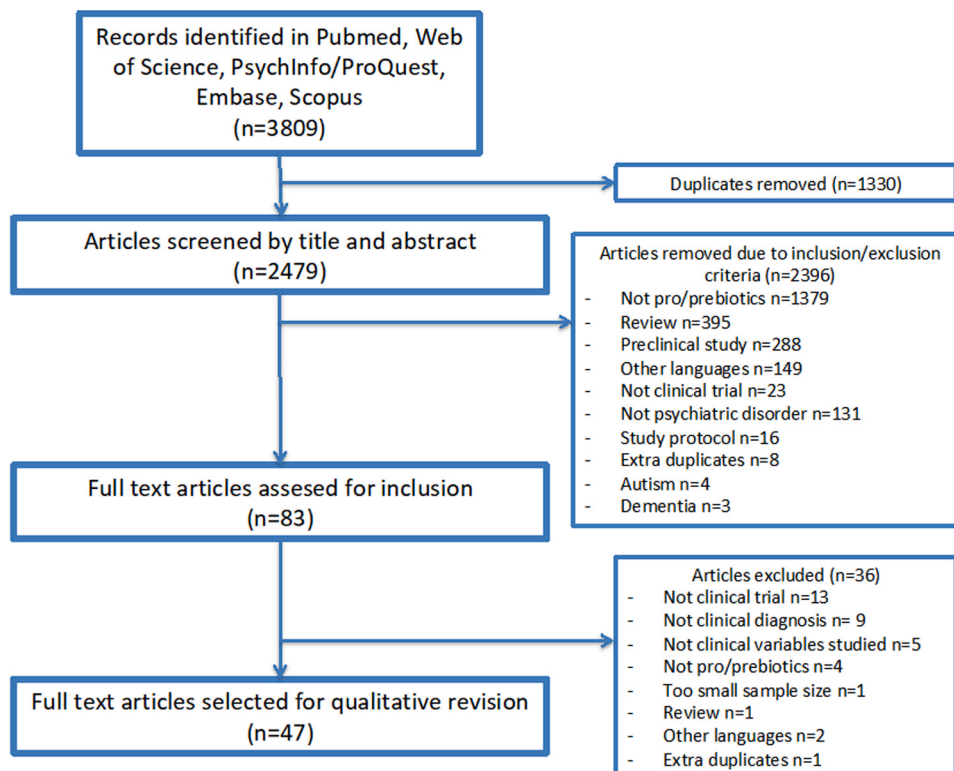 Records identified in Pubmed, Web
of Science, PsychInfo/ProQuest,
Embase, Scopus
(n=3809)
Duplicates removed (n=1330)
Articles screened by title and abstract
(n=2479)
Articles removed due to inclusion/exclusion
criteria (n=2396)
- Not pro/prebiotics n=1379
- Review n=395
- Preclinical study n=288
- Other languages n=149
- Not clinical trial n=23
- Not psychiatric disorder n=131
- Study protocol n=16
- Extra duplicates n=8
- Autism n=4
- Dementia n=3
Full text articles assesed for inclusion
(n=83)
Articles excluded (n=36)
- Not clinical trial n=13
- Not clinical diagnosis n= 9
- Not clinical variables studied n=5
- Not pro/prebiotics n=4
- Too small sample size n=1
- Review n=1
- Other languages n=2
- Extra duplicates n=1
Full text articles selected for qualitative revision
(n=47)